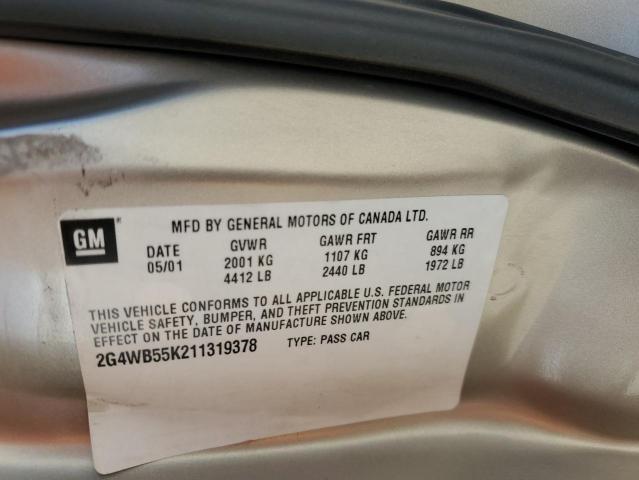 GM
MFD BY GENERAL MOTORS OF CANADA LTD.
DATE GVWR GAWR FRT GAWR RR
05/01 2001 KG 1107 KG 894 KG
4412 LB 2440 LB 1972 LB
THIS VEHICLE CONFORMS TO ALL APPLICABLE U.S. FEDERAL MOTOR
VEHICLE SAFETY, BUMPER, AND THEFT PREVENTION STANDARDS IN
EFFECT ON THE DATE OF MANUFACTURE SHOWN ABOVE.
2G4WB55K211319378 TYPE: PASS CAR